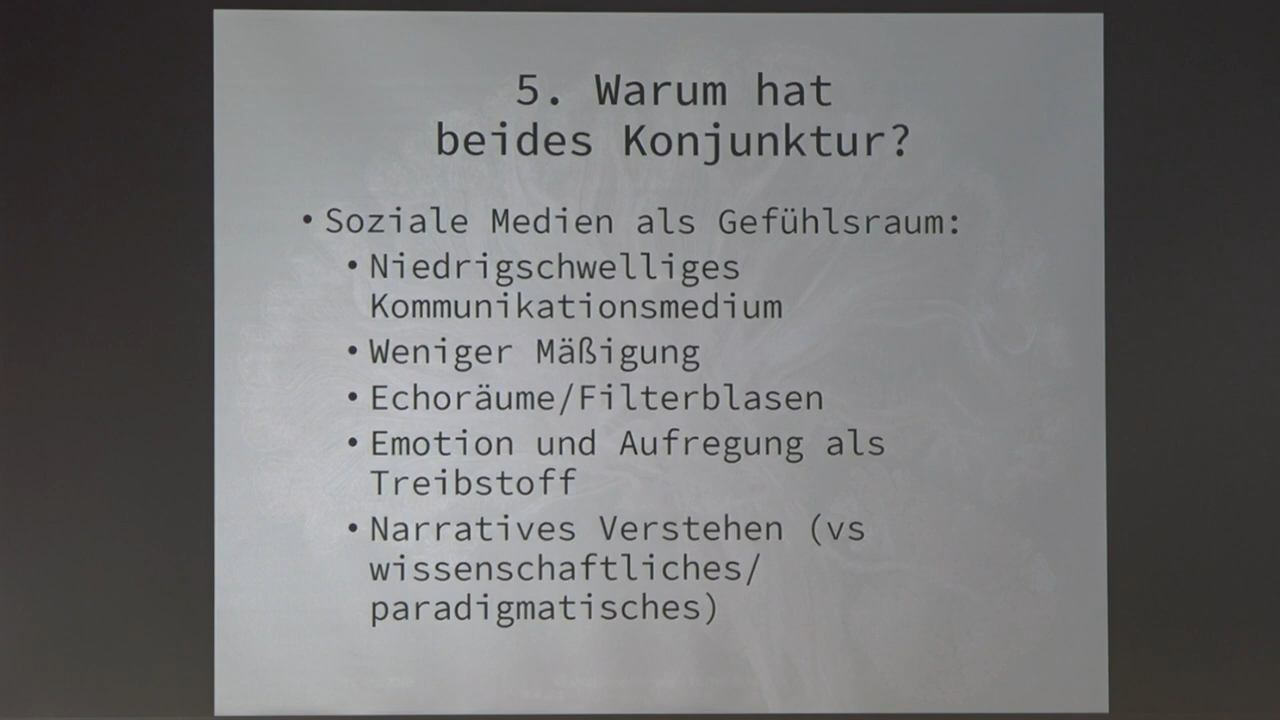 5. Warum hat
beides Konjunktur?
• Soziale Medien als Gefühlsraum:
• Niedrigschwelliges
Kommunikationsmedium
• Weniger Mäßigung
• Echoräume/Filterblasen
• Emotion und Aufregung als
Treibstoff
• Narratives Verstehen (vs
wissenschaftliches/
paradigmatisches)